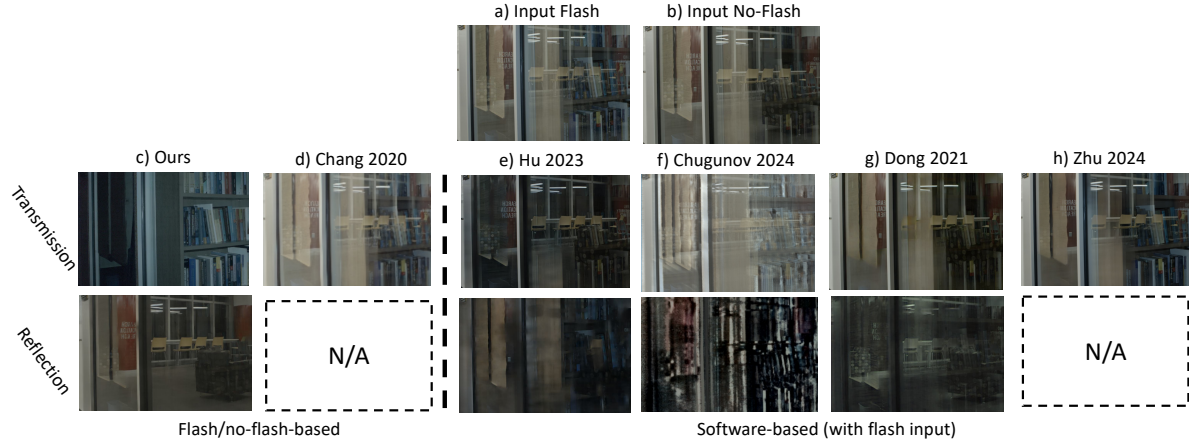 a) Input Flash
b) Input No-Flash
c) Ours
d) Chang 2020
e) Hu 2023
f) Chugunov 2024
g) Dong 2021
h) Zhu 2024
Transmission
Reflection
N/A
N/A
Flash/no-flash-based
Software-based (with flash input)